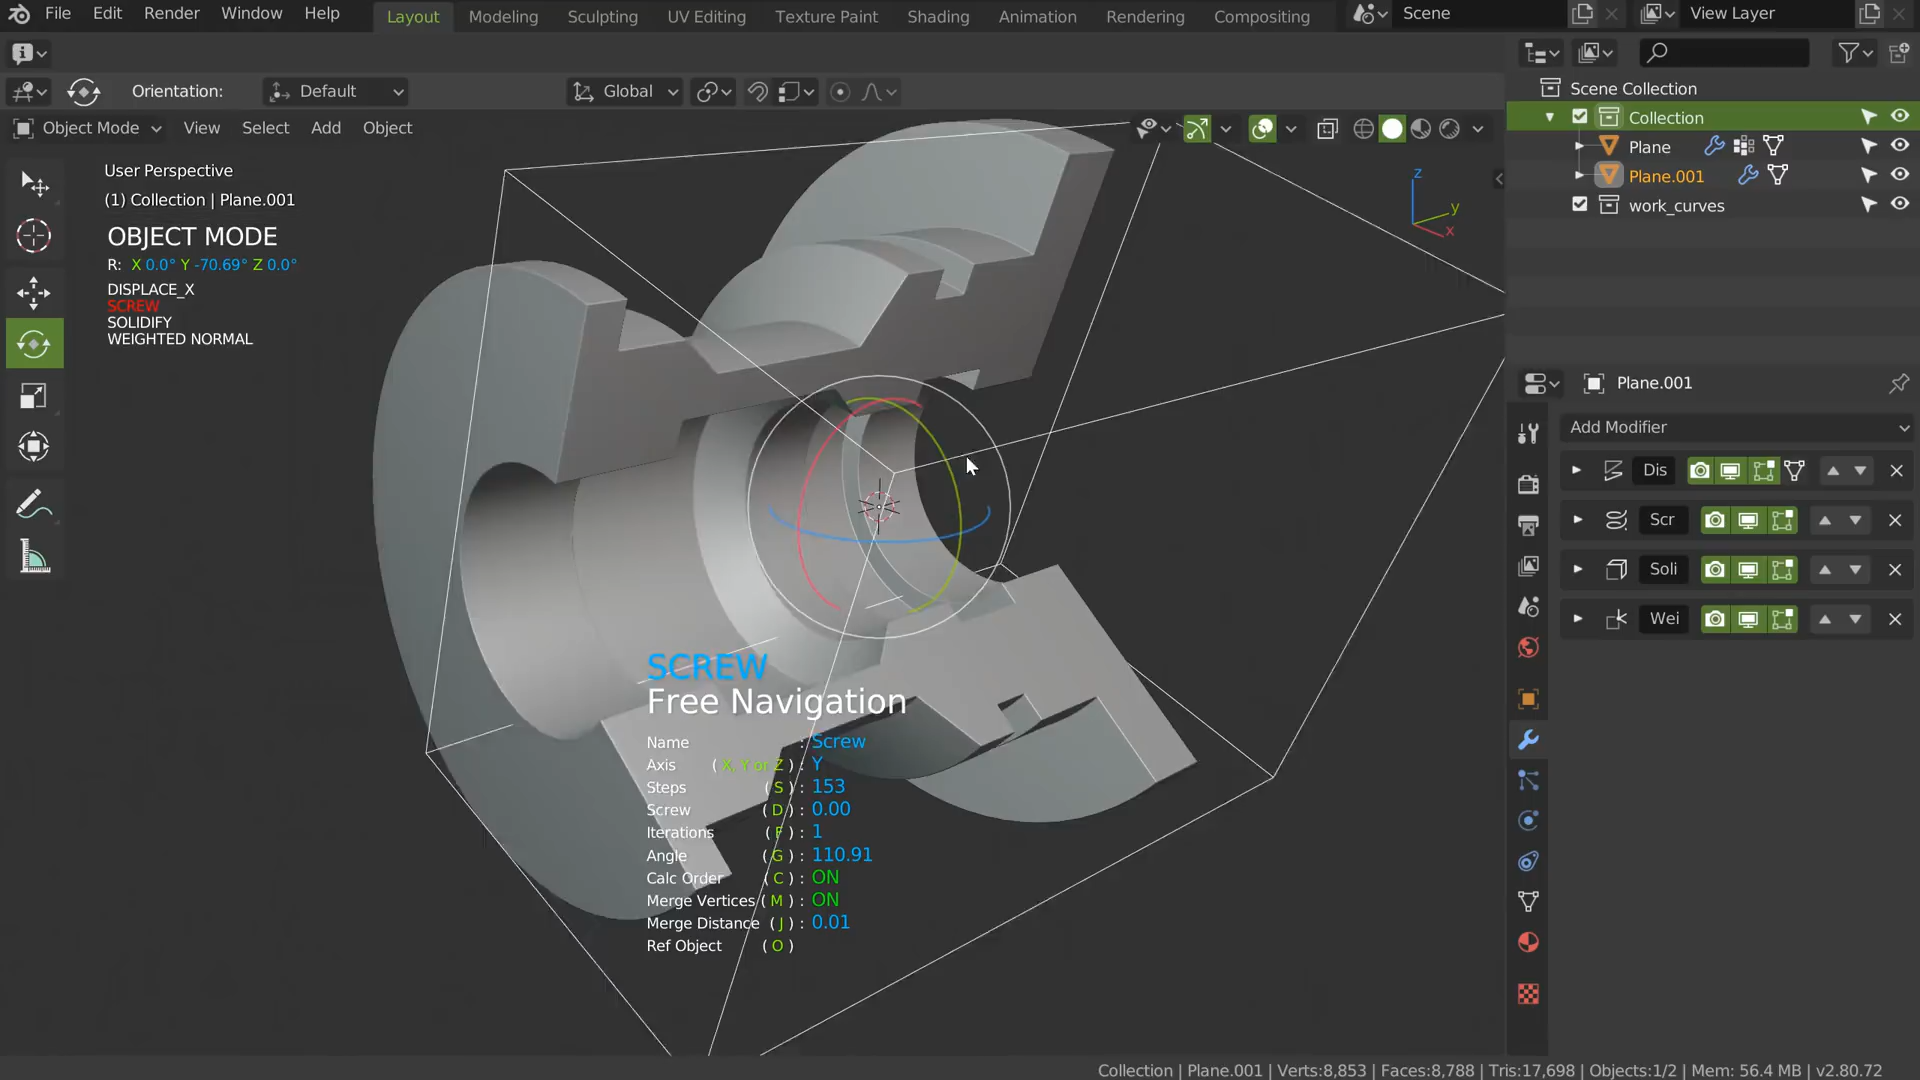 File Edit Render Window Help
Layout Modeling Sculpting UV Editing Texture Paint Shading Animation Rendering Compositing
Scene
View Layer
Orientation: Default
Global
Object Mode View Select Add Object
User Perspective
(1) Collection | Plane.001
OBJECT MODE
R: X 0.0° Y -70.69° Z 0.0°
DISPLACE_X
SCREW
SOLIDIFY
WEIGHTED NORMAL
z
y
x
SCREW
Free Navigation
Name : Screw
Axis ( X, Y or Z ) : Y
Steps ( S ) : 153
Screw ( D ) : 0.00
Iterations ( F ) : 1
Angle ( G ) : 110.91
Calc Order ( C ) : ON
Merge Vertices ( M ) : ON
Merge Distance ( J ) : 0.01
Ref Object ( O )
Scene Collection
Collection
Plane
Plane.001
work_curves
Plane.001
Add Modifier
Dis
Scr
Soli
Wei
Collection | Plane.001 | Verts:8,853 | Faces:8,788 | Tris:17,698 | Objects:1/2 | Mem: 56.4 MB | v2.80.72